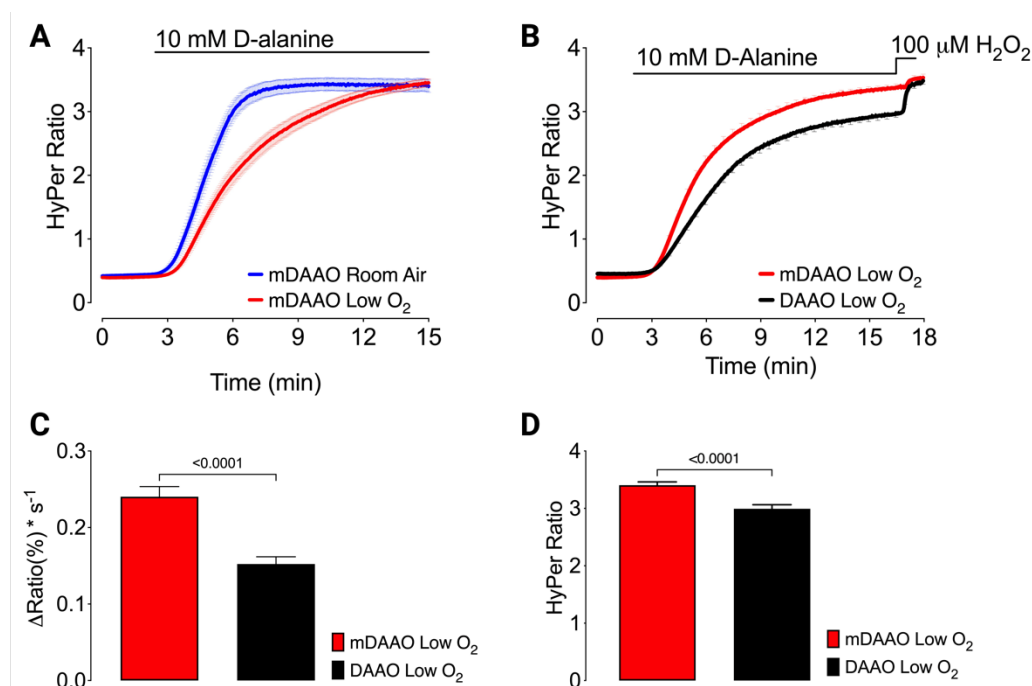 A
10 mM D-alanine
HyPer Ratio
4
3
2
1
0
mDAAO Room Air
mDAAO Low O₂
0 3 6 9 12 15
Time (min)
B
10 mM D-Alanine
100 μM H₂O₂
HyPer Ratio
4
3
2
1
0
mDAAO Low O₂
DAAO Low O₂
0 3 6 9 12 15 18
Time (min)
C
ΔRatio(%) * s⁻¹
0.3
0.2
0.1
0.0
<0.0001
mDAAO Low O₂
DAAO Low O₂
D
HyPer Ratio
4
3
2
1
0
<0.0001
mDAAO Low O₂
DAAO Low O₂